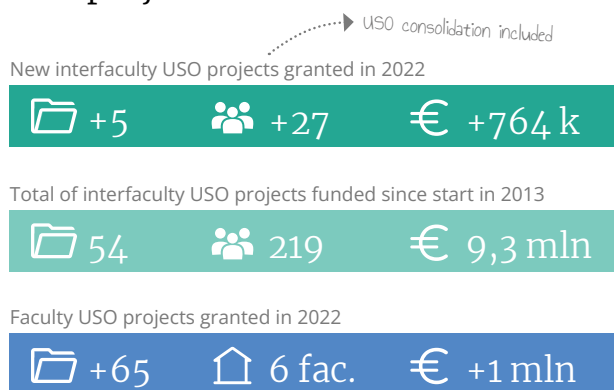 USO consolidation included
New interfaculty USO projects granted in 2022
+5 +27 € +764 k
Total of interfaculty USO projects funded since start in 2013
54 219 € 9,3 mln
Faculty USO projects granted in 2022
+65 6 fac. € +1 mln